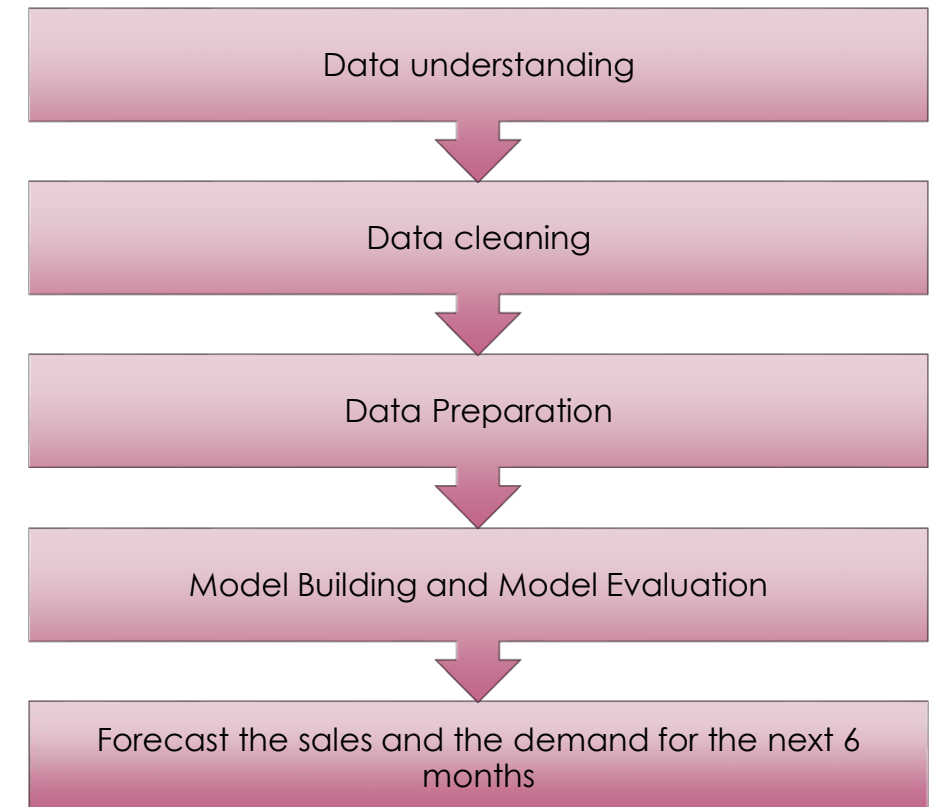 Data understanding
Data cleaning
Data Preparation
Model Building and Model Evaluation
Forecast the sales and the demand for the next 6
months